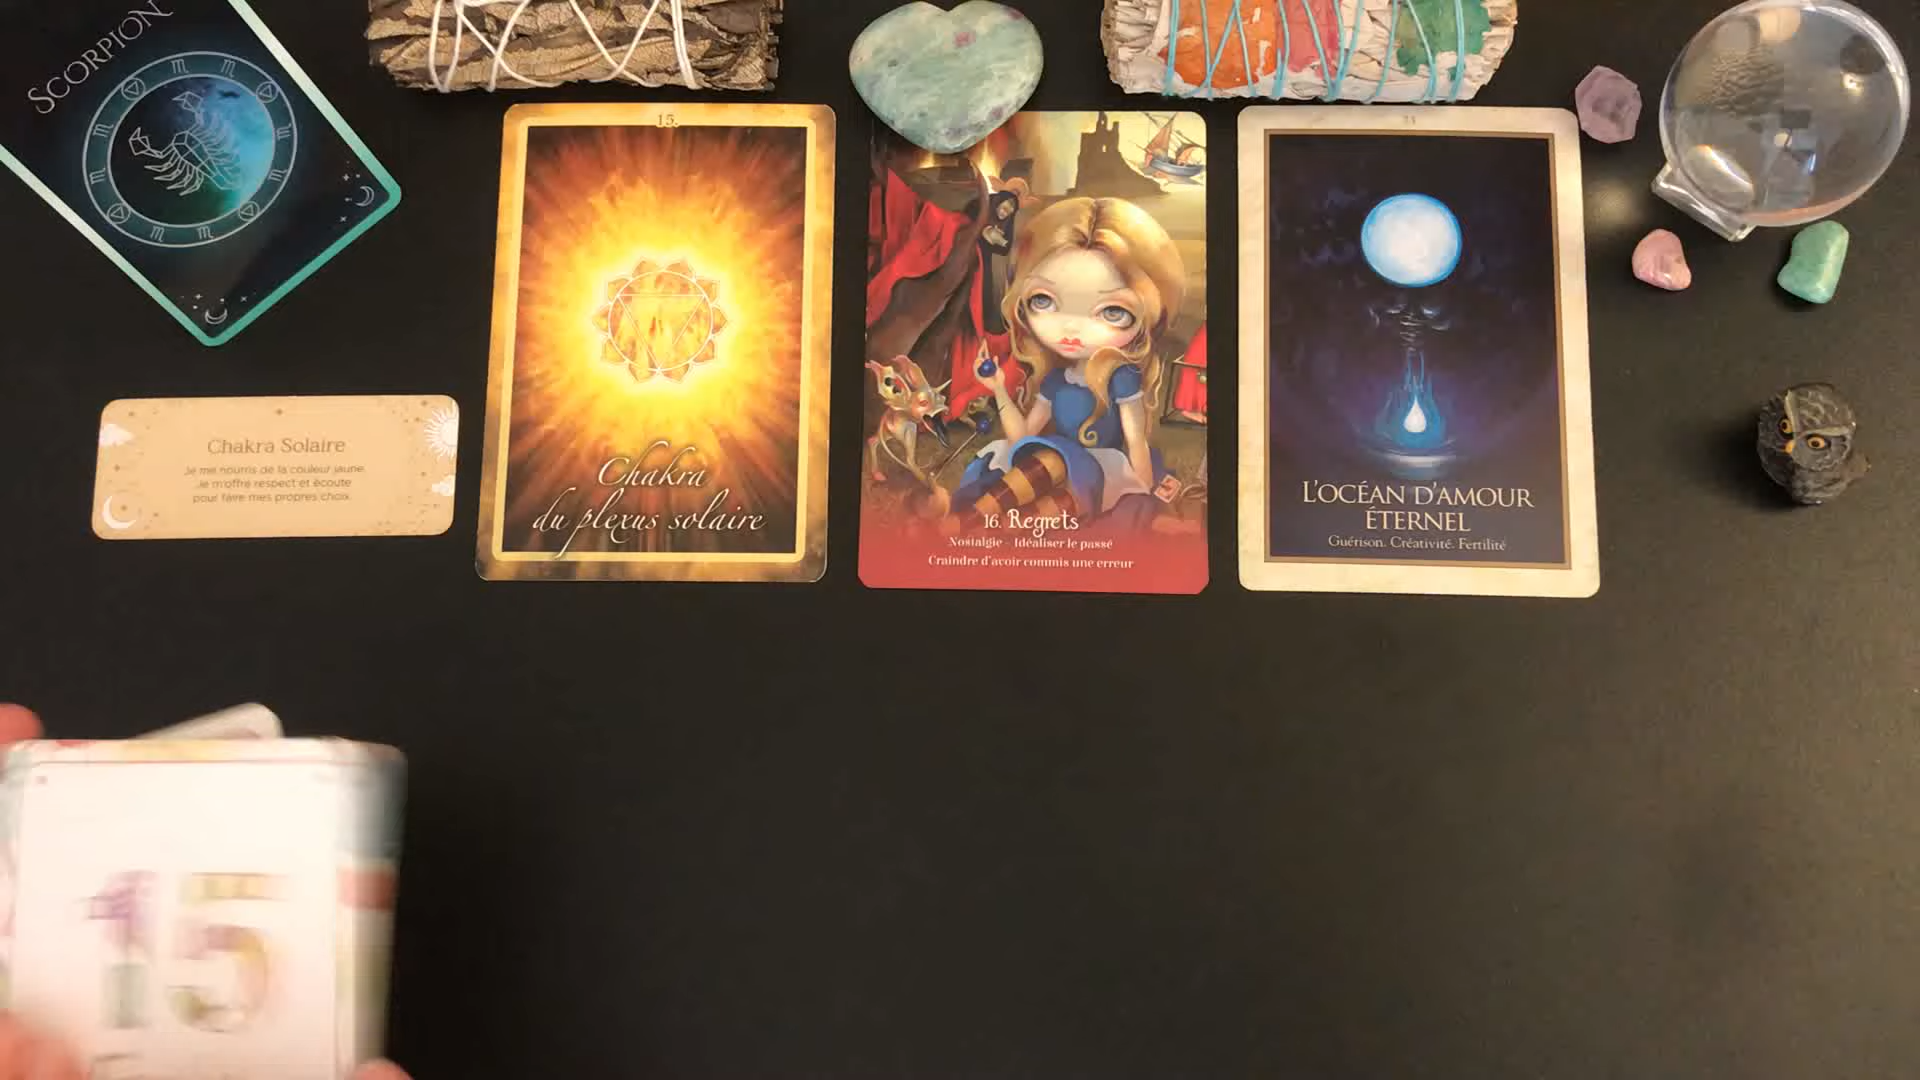 SCORPION
Chakra Solaire
Je me nourris de la couleur jaune.
Je m'offre respect et écoute
pour faire mes propres choix.
15.
Chakra
du plexus solaire
16. Regrets
Nostalgie - Idéaliser le passé
Craindre d'avoir commis une erreur
L'OCÉAN D'AMOUR
ÉTERNEL
Guérison. Créativité. Fertilité
15